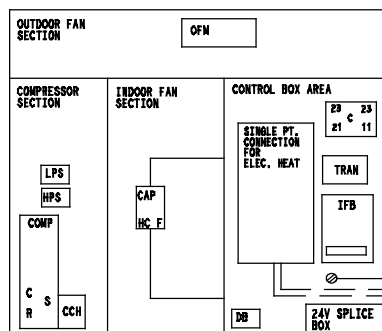 OUTDOOR FAN
SECTION
OFM
COMPRESSOR
SECTION
INDOOR FAN
SECTION
CONTROL BOX AREA
23 23
C
21 11
SINGLE PT.
CONNECTION
FOR
ELEC. HEAT
TRAN
LPS
HPS
CAP
HC F
IFB
COMP
C
S
R
CCH
DB
24V SPLICE
BOX